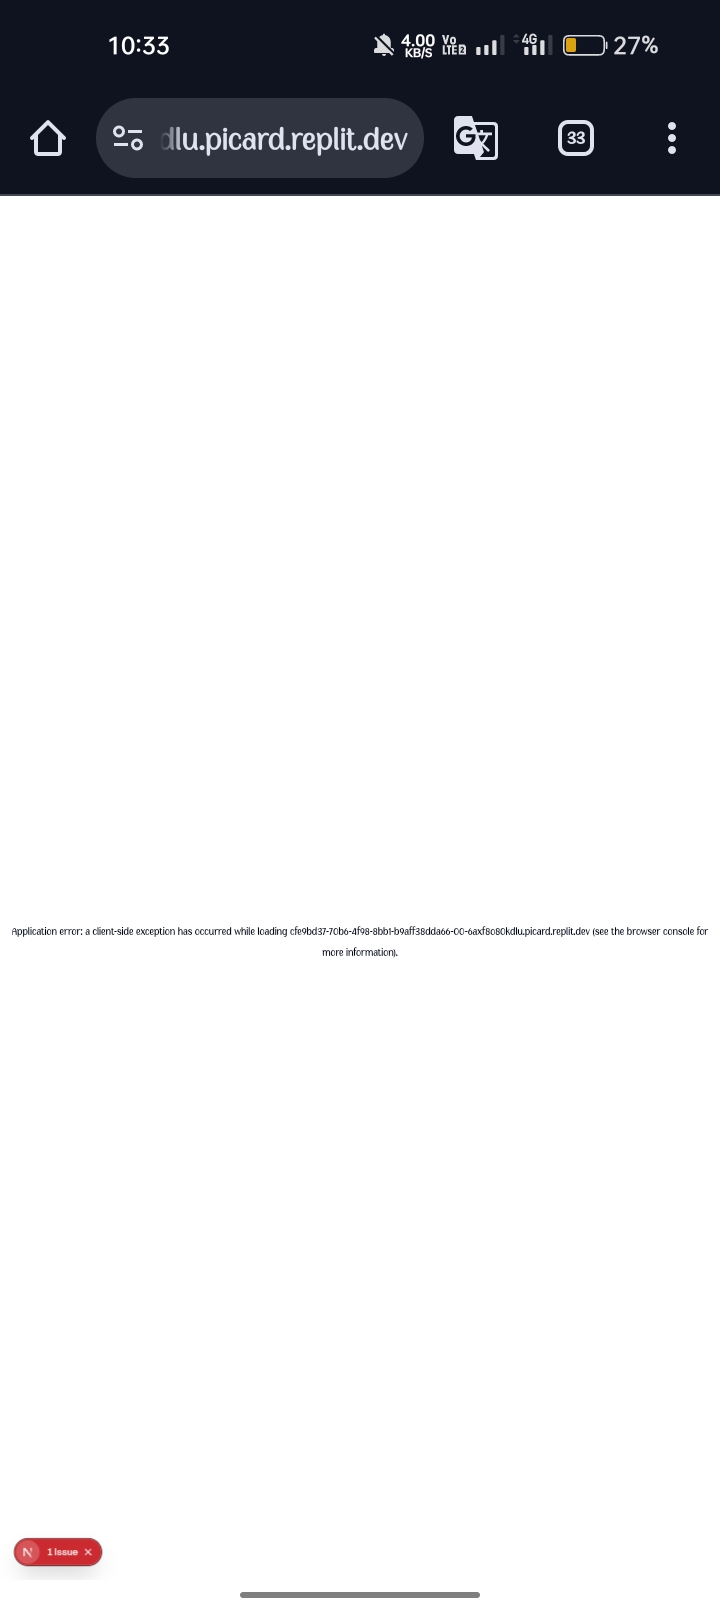 10:33 4.00 KB/S Vo LTE2 4G 27%
dlu.picard.replit.dev G 文 33
Application error: a client-side exception has occurred while loading cfe9bd37-70b6-4f98-8bb1-b9aff38dda66-00-6axf8o80kdlu.picard.replit.dev (see the browser console for
more information).
N 1 Issue ×